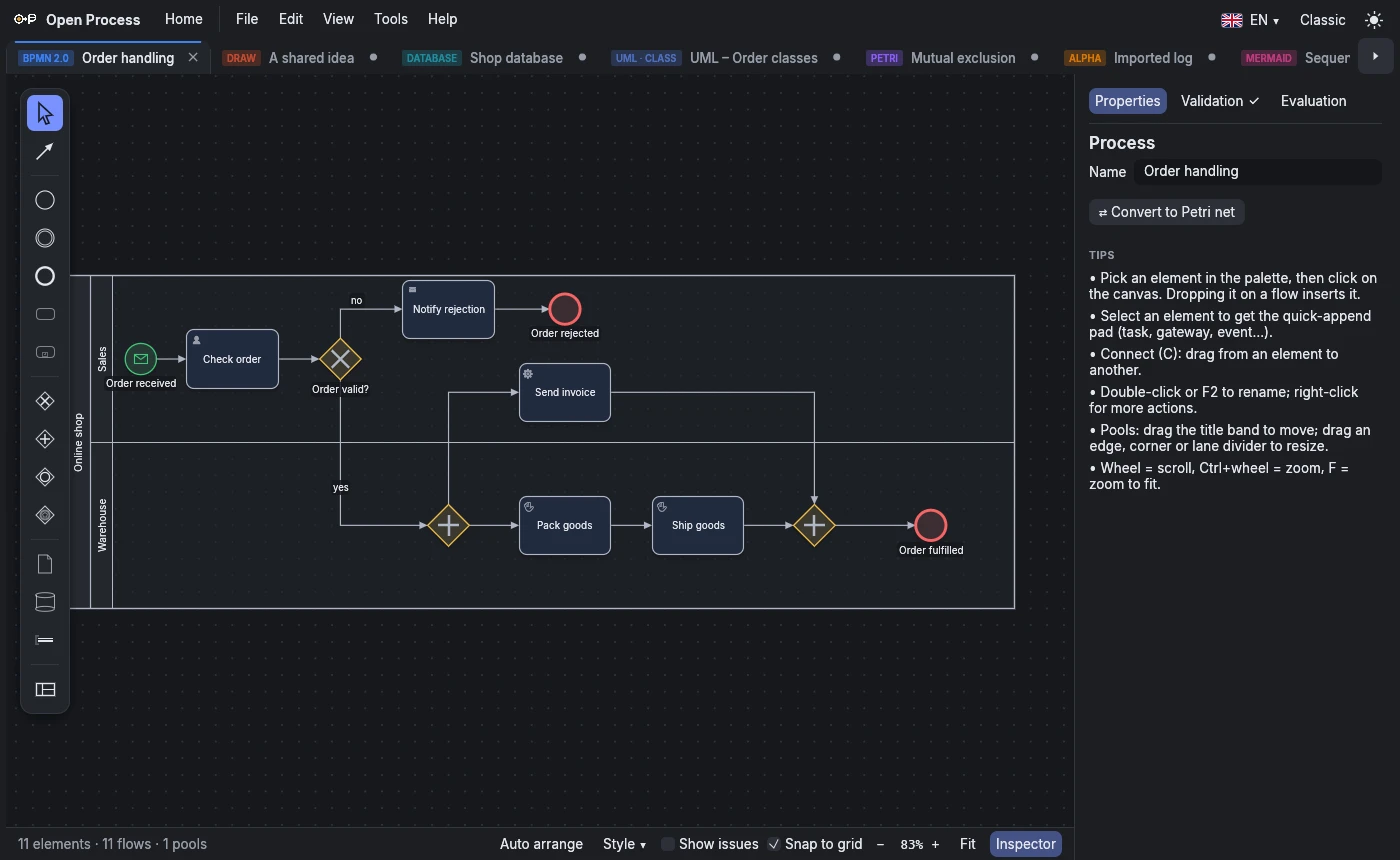 Open Process Home File Edit View Tools Help EN Classic
BPMN 2.0 Order handling DRAW A shared idea DATABASE Shop database UML · CLASS UML – Order classes PETRI Mutual exclusion ALPHA Imported log MERMAID Sequer
Properties Validation Evaluation
Process
Name Order handling
⇄ Convert to Petri net
TIPS
• Pick an element in the palette, then click on
the canvas. Dropping it on a flow inserts it.
• Select an element to get the quick-append
pad (task, gateway, event...).
• Connect (C): drag from an element to
another.
• Double-click or F2 to rename; right-click
for more actions.
• Pools: drag the title band to move; drag an
edge, corner or lane divider to resize.
• Wheel = scroll, Ctrl+wheel = zoom, F =
zoom to fit.
Online shop
Sales
Order received
Check order
Order valid?
no
Notify rejection
Order rejected
Send invoice
Warehouse
yes
Pack goods
Ship goods
Order fulfilled
11 elements · 11 flows · 1 pools Auto arrange Style Show issues Snap to grid − 83% + Fit Inspector